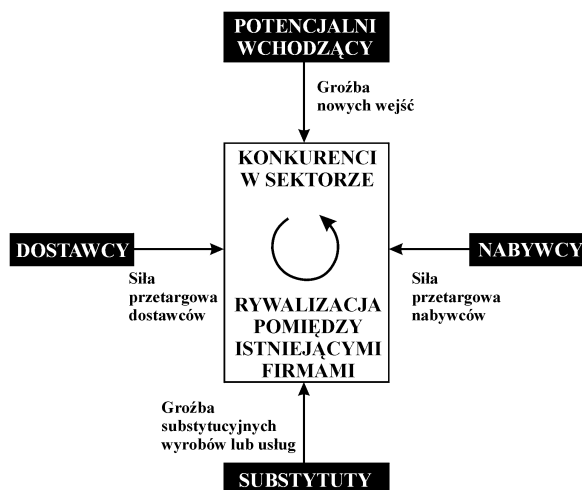 POTENCJALNI
WCHODZĄCY
Groźba
nowych wejść
KONKURENCI
W SEKTORZE
DOSTAWCY
NABYWCY
Siła
przetargowa
dostawców
Siła
przetargowa
nabywców
RYWALIZACJA
POMIĘDZY
ISTNIEJĄCYMI
FIRMAMI
Groźba
substytucyjnych
wyrobów lub usług
SUBSTYTUTY